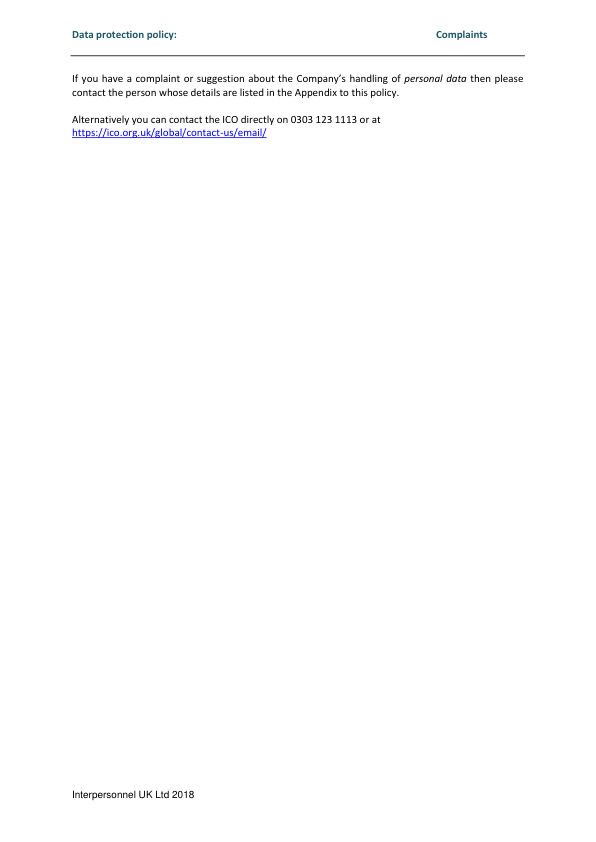 Data protection policy: Complaints
If you have a complaint or suggestion about the Company’s handling of personal data then please
contact the person whose details are listed in the Appendix to this policy.
Alternatively you can contact the ICO directly on 0303 123 1113 or at
https://ico.org.uk/global/contact-us/email/
Interpersonnel UK Ltd 2018